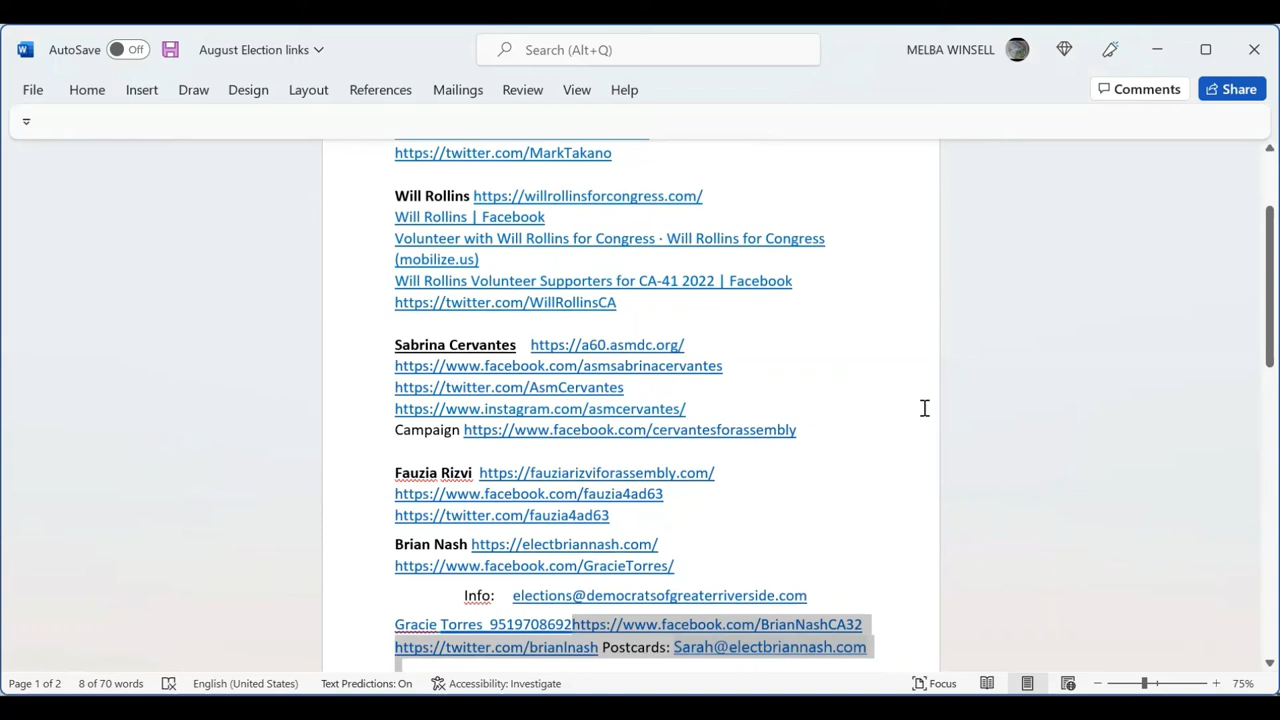 AutoSave Off August Election links Search (Alt+Q) MELBA WINSELL
File Home Insert Draw Design Layout References Mailings Review View Help Comments Share
https://twitter.com/MarkTakano
Will Rollins https://willrollinsforcongress.com/
Will Rollins | Facebook
Volunteer with Will Rollins for Congress · Will Rollins for Congress
(mobilize.us)
Will Rollins Volunteer Supporters for CA-41 2022 | Facebook
https://twitter.com/WillRollinsCA
Sabrina Cervantes https://a60.asmdc.org/
https://www.facebook.com/asmsabrinacervantes
https://twitter.com/AsmCervantes
https://www.instagram.com/asmcervantes/
Campaign https://www.facebook.com/cervantesforassembly
Fauzia Rizvi https://fauziarizviforassembly.com/
https://www.facebook.com/fauzia4ad63
https://twitter.com/fauzia4ad63
Brian Nash https://electbriannash.com/
https://www.facebook.com/GracieTorres/
Info: elections@democratsofgreaterriverside.com
Gracie Torres 9519708692https://www.facebook.com/BrianNashCA32
https://twitter.com/brianlnash Postcards: Sarah@electbriannash.com
Page 1 of 2 8 of 70 words English (United States) Text Predictions: On Accessibility: Investigate Focus 75%